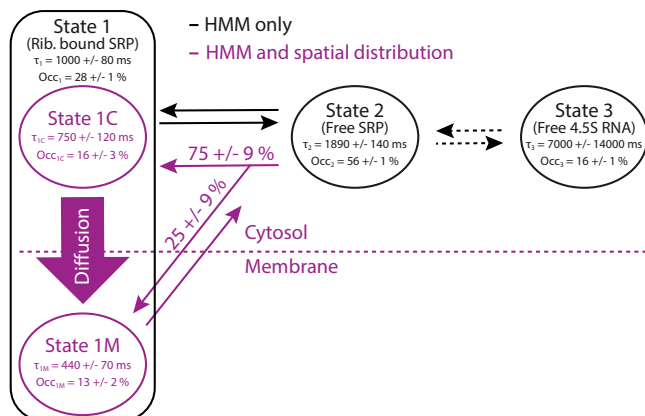 State 1
(Rib. bound SRP)
τ₁ = 1000 +/- 80 ms
Occ₁ = 28 +/- 1 %
– HMM only
– HMM and spatial distribution
State 1C
τ₁C = 750 +/- 120 ms
Occ₁C = 16 +/- 3 %
State 2
(Free SRP)
τ₂ = 1890 +/- 140 ms
Occ₂ = 56 +/- 1 %
State 3
(Free 4.5S RNA)
τ₃ = 7000 +/- 14000 ms
Occ₃ = 16 +/- 1 %
75 +/- 9 %
25 +/- 9 %
Diffusion
Cytosol
Membrane
State 1M
τ₁M = 440 +/- 70 ms
Occ₁M = 13 +/- 2 %